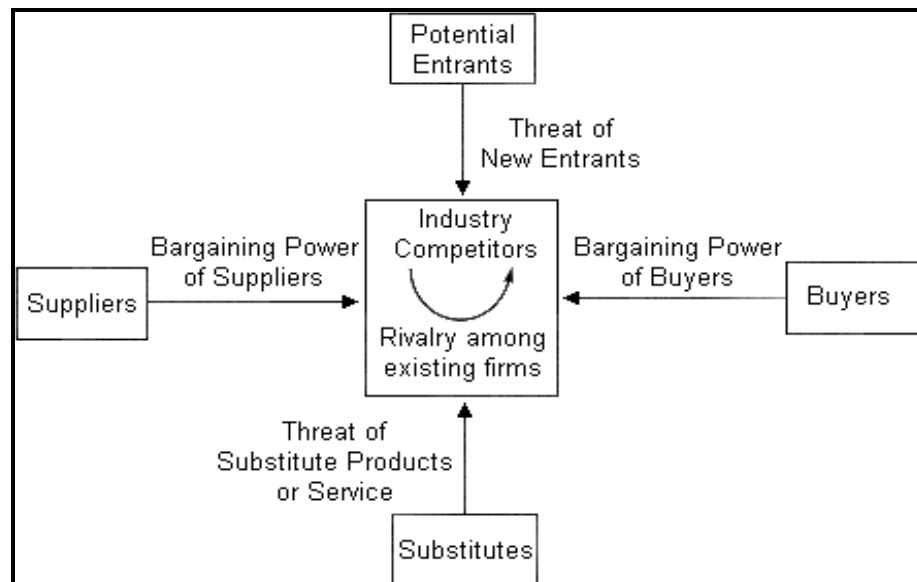 Potential
Entrants
Threat of
New Entrants
Industry
Competitors
Bargaining Power
of Suppliers
Bargaining Power
of Buyers
Suppliers
Buyers
Rivalry among
existing firms
Threat of
Substitute Products
or Service
Substitutes